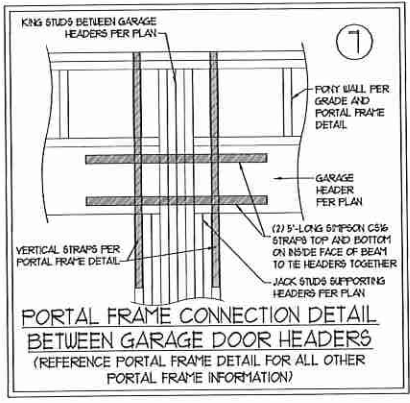 KING STUDS BETWEEN GARAGE
HEADERS PER PLAN
7
PONY WALL PER
GRADE AND
PORTAL FRAME
DETAIL
GARAGE
HEADER
PER PLAN
(2) 5'-LONG SIMPSON CS16
STRAPS TOP AND BOTTOM
ON INSIDE FACE OF BEAM
TO TIE HEADERS TOGETHER
VERTICAL STRAPS PER
PORTAL FRAME DETAIL
JACK STUDS SUPPORTING
HEADERS PER PLAN
PORTAL FRAME CONNECTION DETAIL
BETWEEN GARAGE DOOR HEADERS
(REFERENCE PORTAL FRAME DETAIL FOR ALL OTHER
PORTAL FRAME INFORMATION)